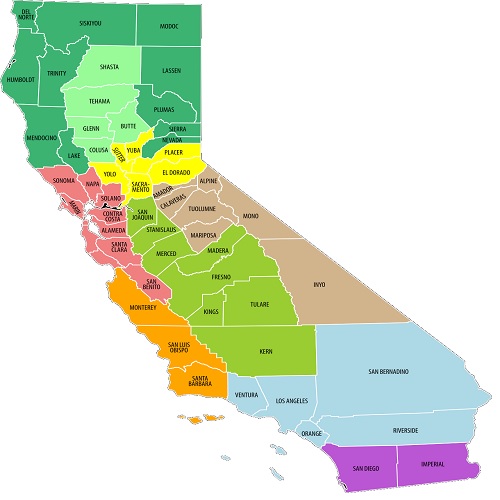 DEL
NORTE
SISKIYOU
MODOC
HUMBOLDT
TRINITY
SHASTA
LASSEN
TEHAMA
PLUMAS
MENDOCINO
GLENN
BUTTE
SIERRA
NEVADA
LAKE
COLUSA
SUTTER
YUBA
PLACER
EL DORADO
YOLO
SONOMA
NAPA
SACRA-
MENTO
ALPINE
AMADOR
SOLANO
MARIN
CALAVERAS
CONTRA
COSTA
SAN
JOAQUIN
TUOLUMNE
MONO
ALAMEDA
STANISLAUS
MARIPOSA
SANTA
CLARA
MERCED
MADERA
SAN
BENITO
FRESNO
INYO
MONTEREY
KINGS
TULARE
SAN LUIS
OBISPO
KERN
SANTA
BARBARA
SAN BERNADINO
VENTURA
LOS ANGELES
ORANGE
RIVERSIDE
SAN DIEGO
IMPERIAL